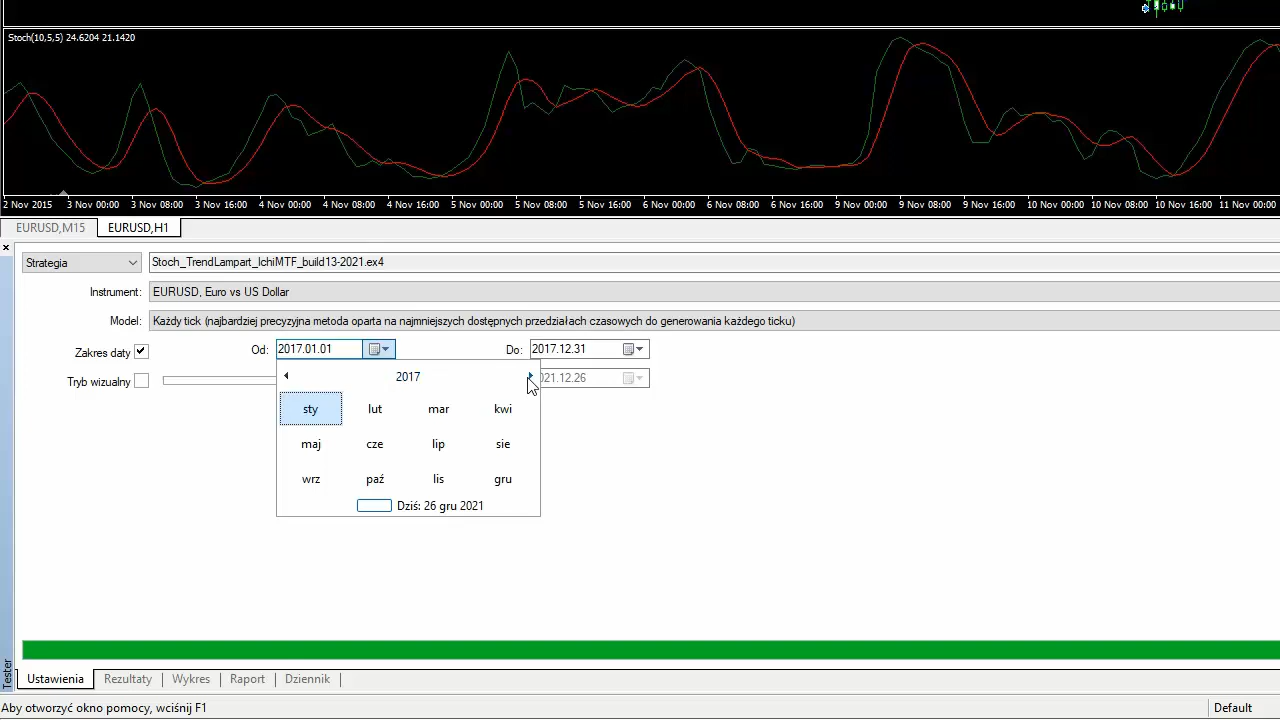 Stoch(10,5,5) 24.6204 21.1420
2 Nov 2015 3 Nov 00:00 3 Nov 08:00 3 Nov 16:00 4 Nov 00:00 4 Nov 08:00 4 Nov 16:00 5 Nov 00:00 5 Nov 08:00 5 Nov 16:00 6 Nov 00:00 6 Nov 08:00 6 Nov 16:00 9 Nov 00:00 9 Nov 08:00 9 Nov 16:00 10 Nov 00:00 10 Nov 08:00 10 Nov 16:00 11 Nov 00:00
EURUSD,M15 EURUSD,H1
Strategia Stoch_TrendLampart_IchiMTF_build13-2021.ex4
Instrument: EURUSD, Euro vs US Dollar
Model: Każdy tick (najbardziej precyzyjna metoda oparta na najmniejszych dostępnych przedziałach czasowych do generowania każdego ticku)
Zakres daty Od: 2017.01.01 Do: 2017.12.31
Tryb wizualny 2017 21.12.26
sty lut mar kwi
maj cze lip sie
wrz paź lis gru
Dziś: 26 gru 2021
Tester
Ustawienia Rezultaty Wykres Raport Dziennik
Aby otworzyć okno pomocy, wciśnij F1 Default